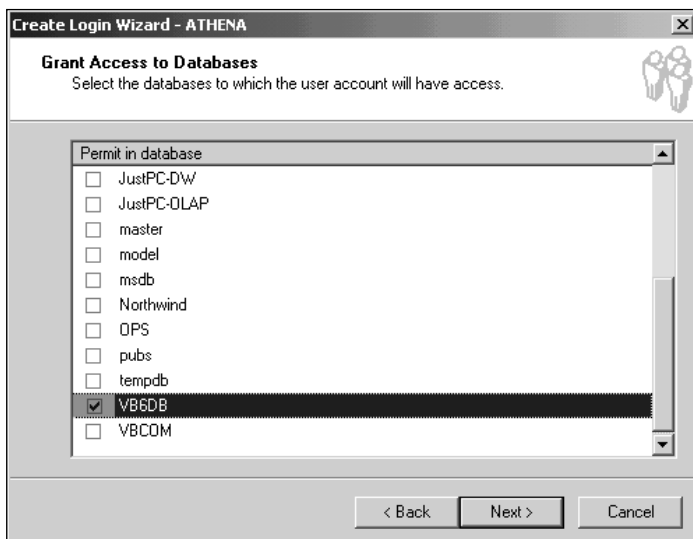 Create Login Wizard - ATHENA
Grant Access to Databases
Select the databases to which the user account will have access.
Permit in database
JustPC-DW
JustPC-OLAP
master
model
msdb
Northwind
OPS
pubs
tempdb
VB6DB
VBCOM
< Back Next > Cancel